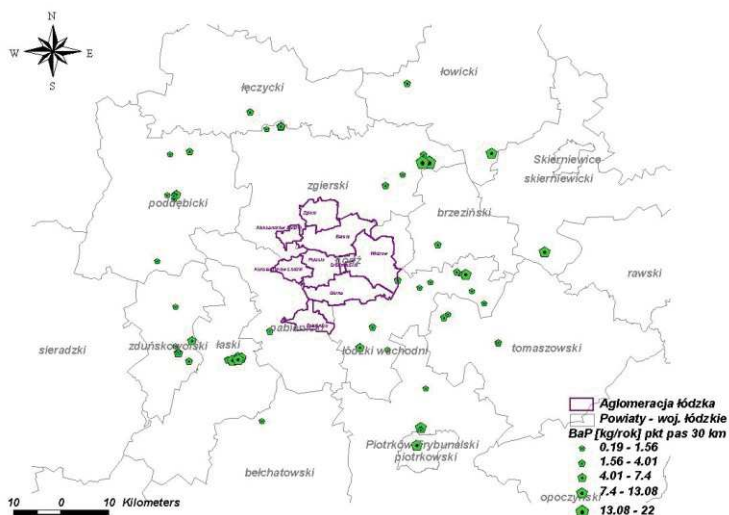 N
W E
S
łowicki
łęczycki
Skierniewice
skierniewicki
zgierski
poddębicki
brzeziński
rawski
pabianicki
sieradzki
zduńskowolski
łaski
łódzki wschodni
tomaszowski
Piotrków Trybunalski
piotrkowski
bełchatowski
opoczyński
Aglomeracja łódzka
Powiaty - woj. łódzkie
BaP [kg/rok] pkt pas 30 km
0.19 - 1.56
1.56 - 4.01
4.01 - 7.4
7.4 - 13.08
13.08 - 22
10 0 10 Kilometers